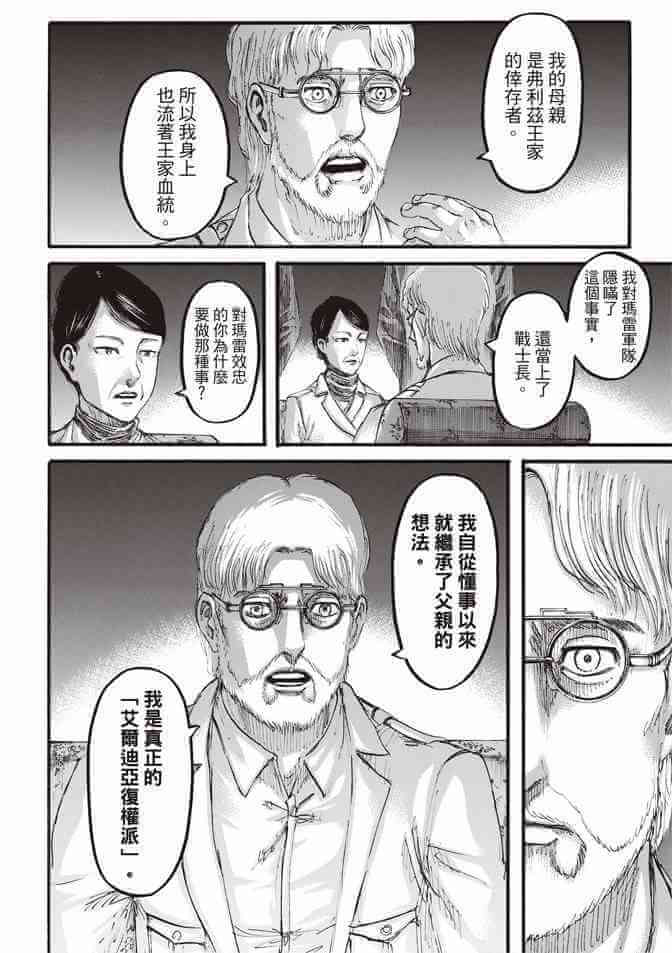 我的母親
是弗利茲王家
的倖存者。
所以我身上
也流著王家血統。
我對瑪雷軍隊
隱瞞了
這個事實，
還當上了
戰士長。
對瑪雷效忠
的你為什麼
要做那種事？
我自從懂事以來
就繼承了父親的
想法。
我是真正的
「艾爾迪亞復權派」。